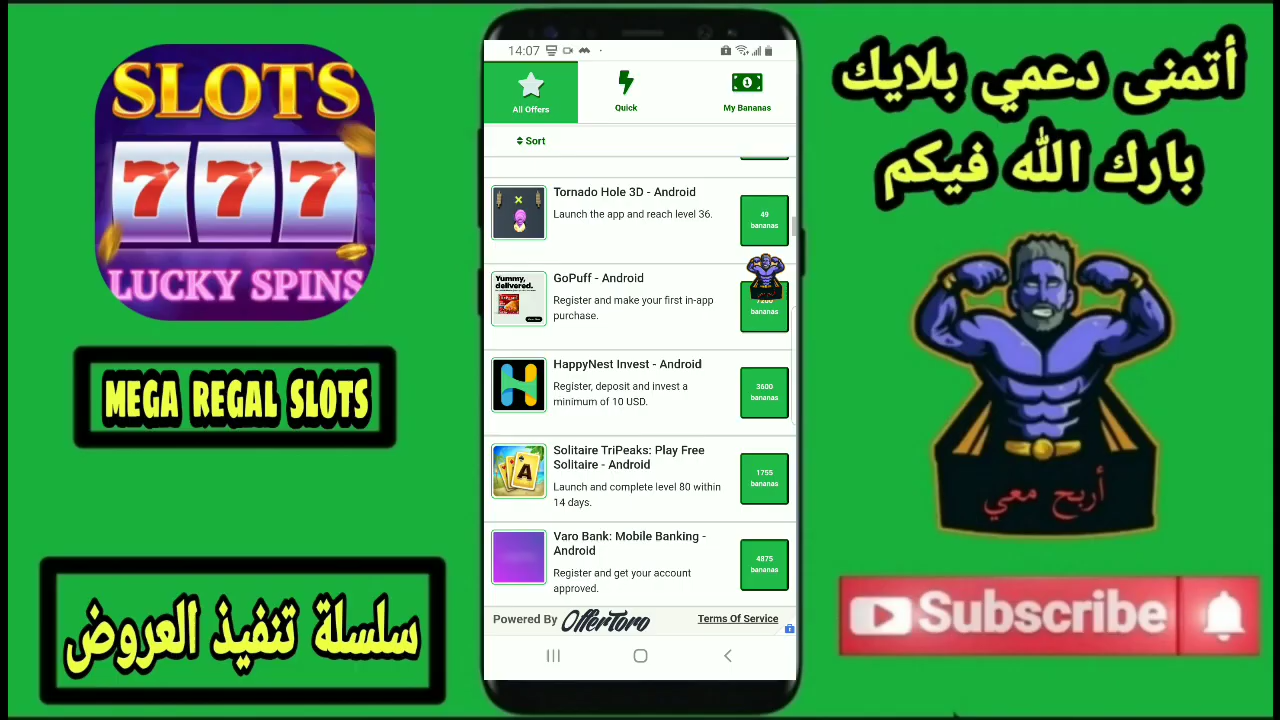 SLOTS
777
LUCKY SPINS
MEGA REGAL SLOTS
سلسلة تنفيذ العروض
14:07
All Offers
Quick
My Bananas
Sort
Tornado Hole 3D - Android
Launch the app and reach level 36.
49
bananas
GoPuff - Android
Register and make your first in-app
purchase.
Yummy,
delivered.
bananas
HappyNest Invest - Android
Register, deposit and invest a
minimum of 10 USD.
3600
bananas
Solitaire TriPeaks: Play Free
Solitaire - Android
Launch and complete level 80 within
14 days.
A
1755
bananas
Varo Bank: Mobile Banking -
Android
Register and get your account
approved.
4875
bananas
Powered By OfferToro
Terms Of Service
أتمنى دعمي بلايك
بارك الله فيكم
أربح معي
Subscribe